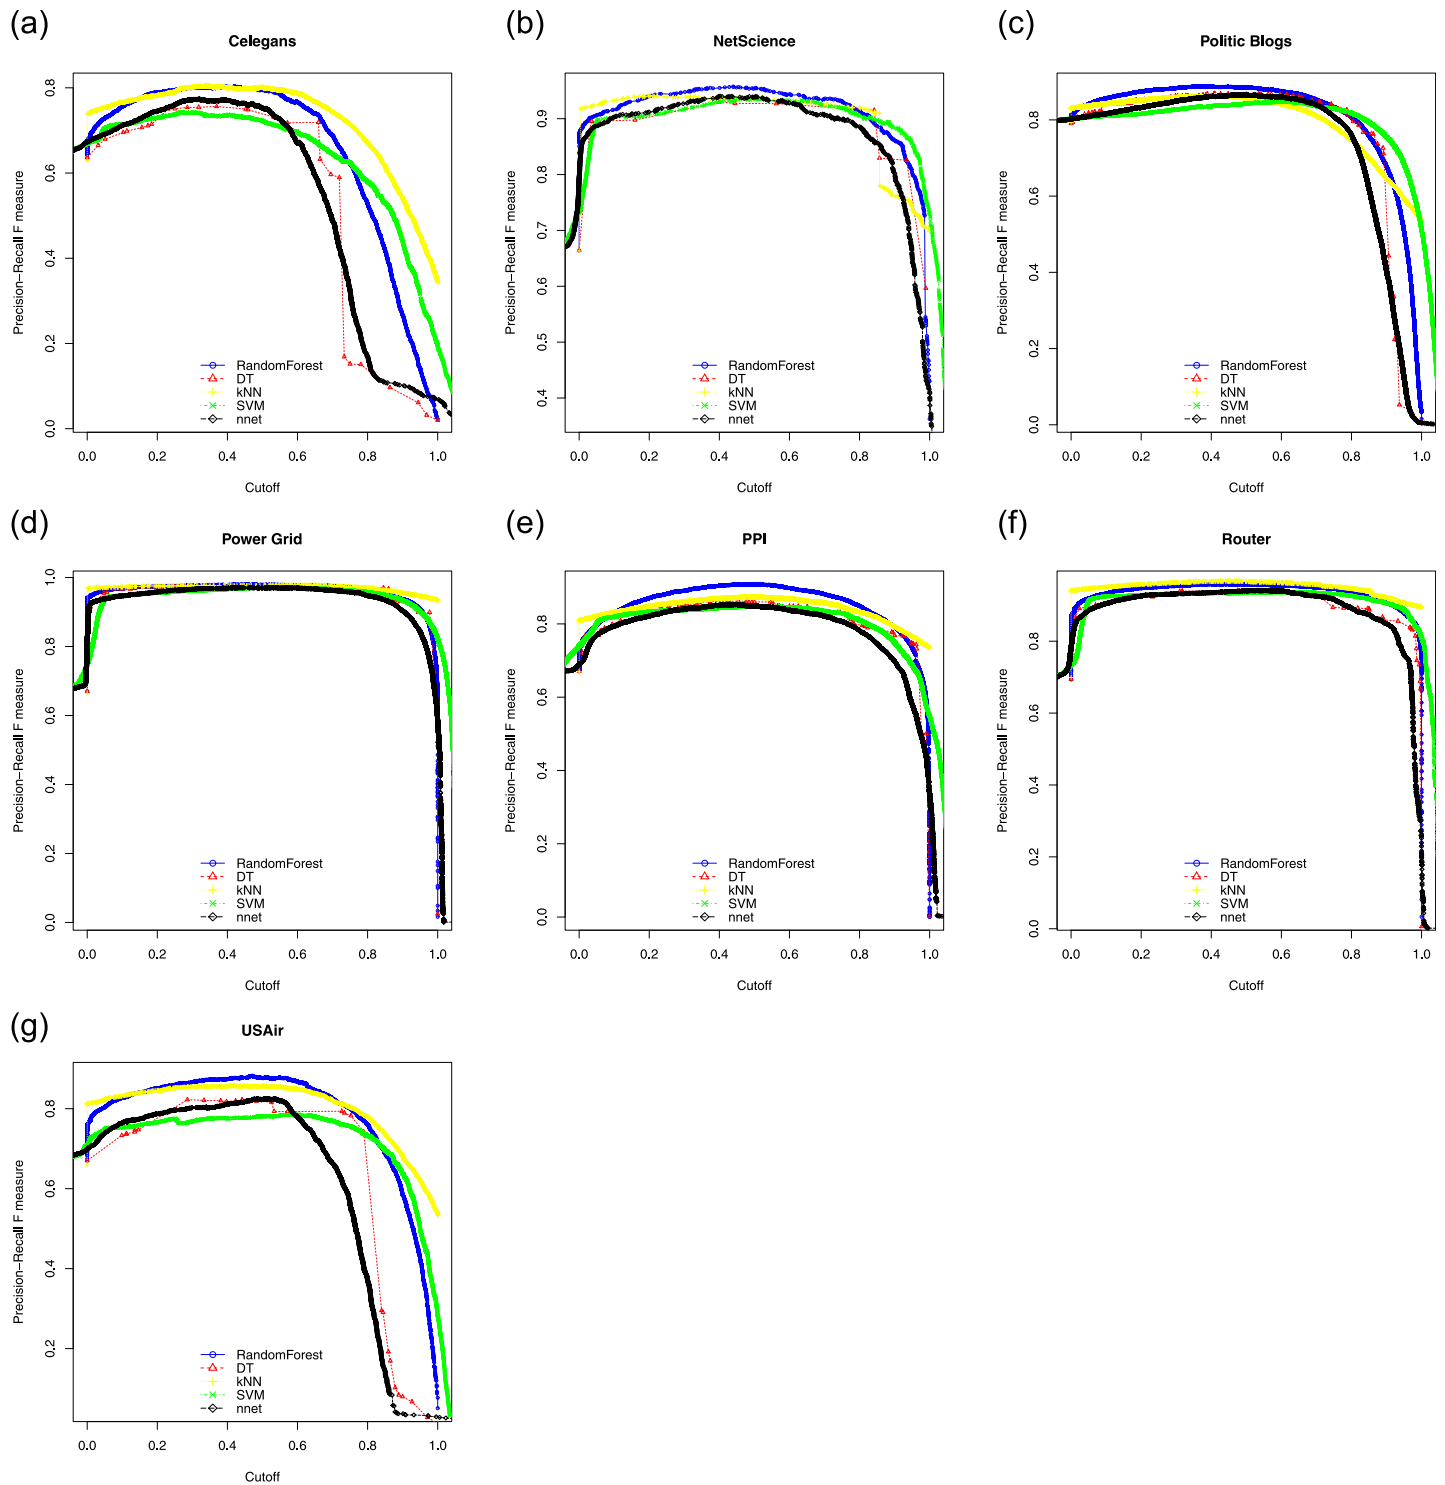 (a)
Celegans
Precision-Recall F measure
0.0 0.2 0.4 0.6 0.8
RandomForest
DT
kNN
SVM
nnet
0.0 0.2 0.4 0.6 0.8 1.0
Cutoff
(b)
NetScience
Precision-Recall F measure
0.4 0.5 0.6 0.7 0.8 0.9
RandomForest
DT
kNN
SVM
nnet
0.0 0.2 0.4 0.6 0.8 1.0
Cutoff
(c)
Politic Blogs
Precision-Recall F measure
0.0 0.2 0.4 0.6 0.8
RandomForest
DT
kNN
SVM
nnet
0.0 0.2 0.4 0.6 0.8 1.0
Cutoff
(d)
Power Grid
Precision-Recall F measure
0.0 0.2 0.4 0.6 0.8 1.0
RandomForest
DT
kNN
SVM
nnet
0.0 0.2 0.4 0.6 0.8 1.0
Cutoff
(e)
PPI
Precision-Recall F measure
0.0 0.2 0.4 0.6 0.8
RandomForest
DT
kNN
SVM
nnet
0.0 0.2 0.4 0.6 0.8 1.0
Cutoff
(f)
Router
Precision-Recall F measure
0.0 0.2 0.4 0.6 0.8
RandomForest
DT
kNN
SVM
nnet
0.0 0.2 0.4 0.6 0.8 1.0
Cutoff
(g)
USAir
Precision-Recall F measure
0.2 0.4 0.6 0.8
RandomForest
DT
kNN
SVM
nnet
0.0 0.2 0.4 0.6 0.8 1.0
Cutoff